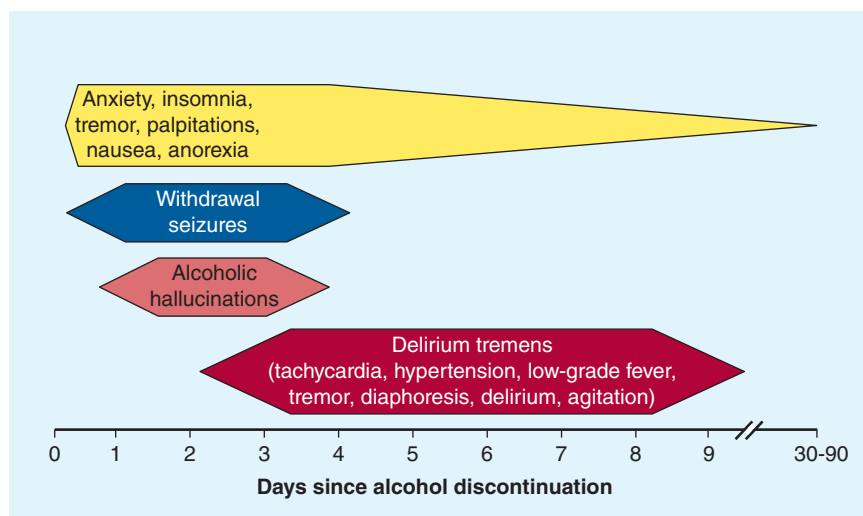 Anxiety, insomnia,
tremor, palpitations,
nausea, anorexia
Withdrawal
seizures
Alcoholic
hallucinations
Delirium tremens
(tachycardia, hypertension, low-grade fever,
tremor, diaphoresis, delirium, agitation)
0 1 2 3 4 5 6 7 8 9 30-90
Days since alcohol discontinuation